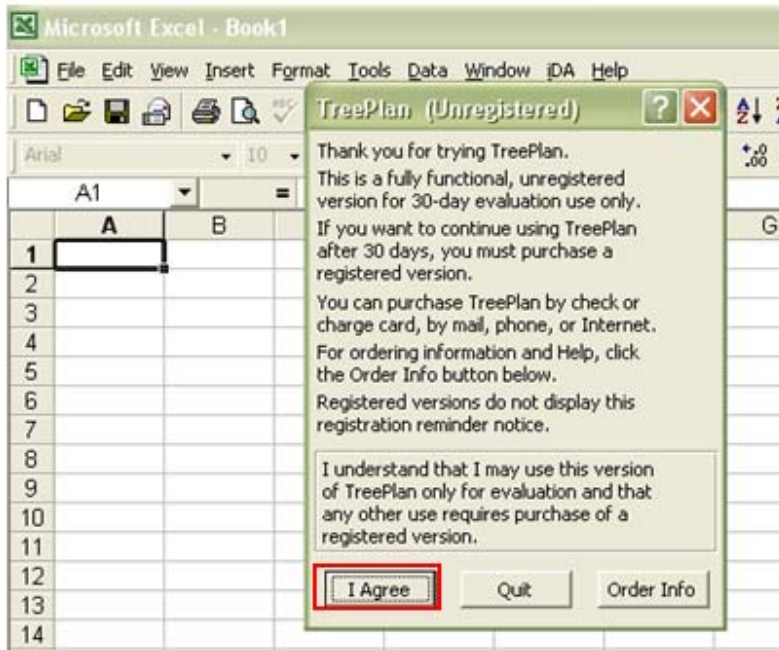 Microsoft Excel - Book1
File Edit View Insert Format Tools Data Window iDA Help
Arial 10
A1 =
A B G
1
2
3
4
5
6
7
8
9
10
11
12
13
14
TreePlan (Unregistered)
Thank you for trying TreePlan.
This is a fully functional, unregistered
version for 30-day evaluation use only.
If you want to continue using TreePlan
after 30 days, you must purchase a
registered version.
You can purchase TreePlan by check or
charge card, by mail, phone, or Internet.
For ordering information and Help, click
the Order Info button below.
Registered versions do not display this
registration reminder notice.
I understand that I may use this version
of TreePlan only for evaluation and that
any other use requires purchase of a
registered version.
I Agree Quit Order Info